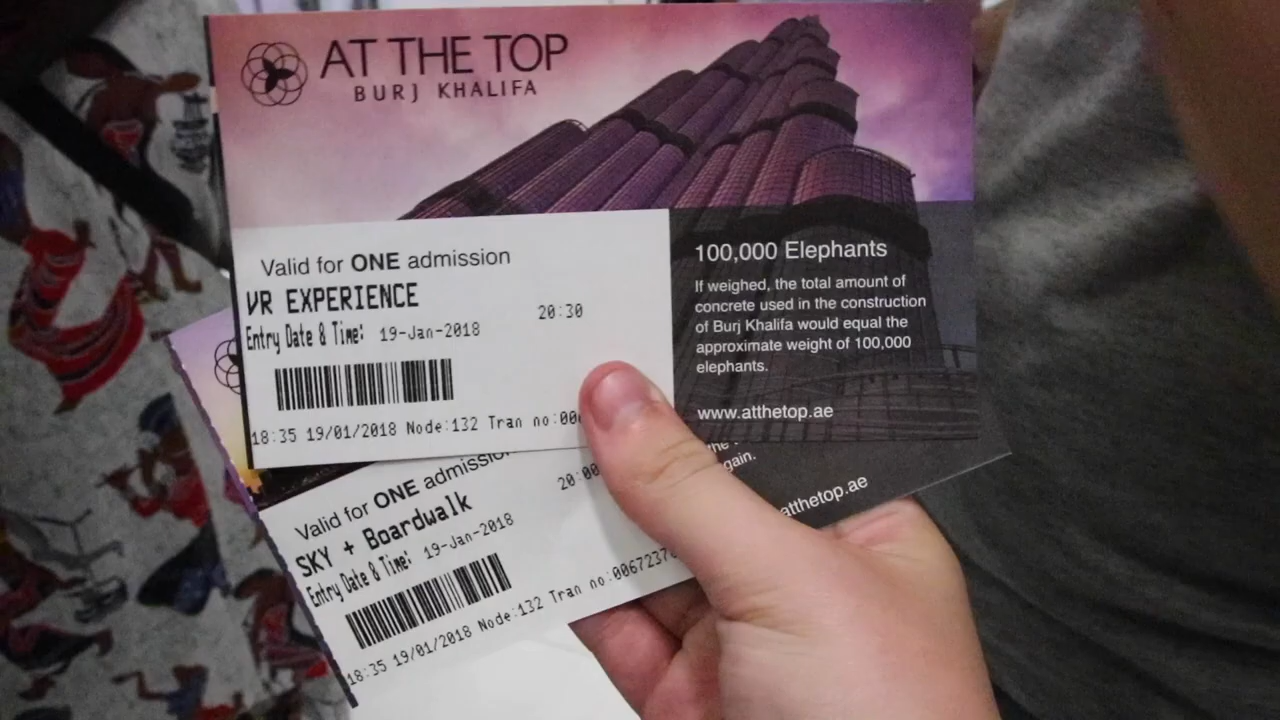 AT THE TOP
BURJ KHALIFA
Valid for ONE admission
VR EXPERIENCE
20:30
Entry Date & Time: 19-Jan-2018
18:35 19/01/2018 Node:132 Tran no:00
100,000 Elephants
If weighed, the total amount of
concrete used in the construction
of Burj Khalifa would equal the
approximate weight of 100,000
elephants.
www.atthetop.ae
Valid for ONE admission
SKY + Boardwalk
20:00
Entry Date & Time: 19-Jan-2018
18:35 19/01/2018 Node:132 Tran no:0067237
the
gain.
atthetop.ae